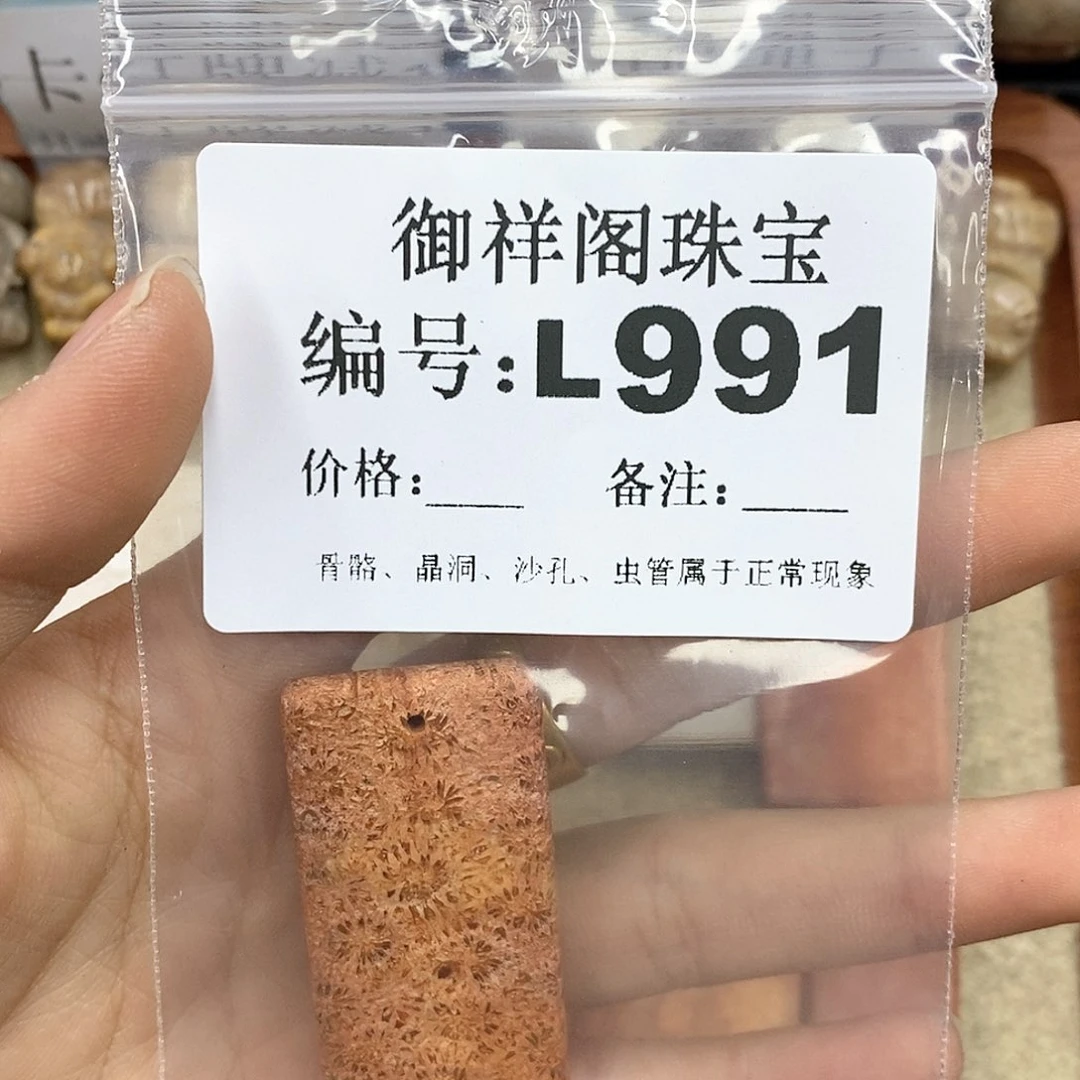 御祥阁珠宝
编号:L991
价格:____ 备注:____
骨骼、晶洞、沙孔、虫管属于正常现象